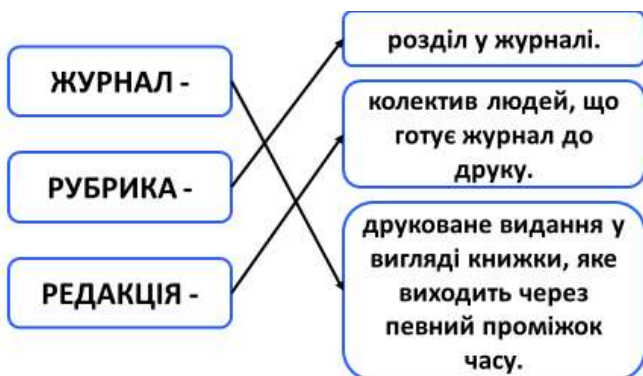 ЖУРНАЛ -
РУБРИКА -
РЕДАКЦІЯ -
розділ у журналі.
колектив людей, що
готує журнал до
друку.
друковане видання у
вигляді книжки, яке
виходить через
певний проміжок
часу.